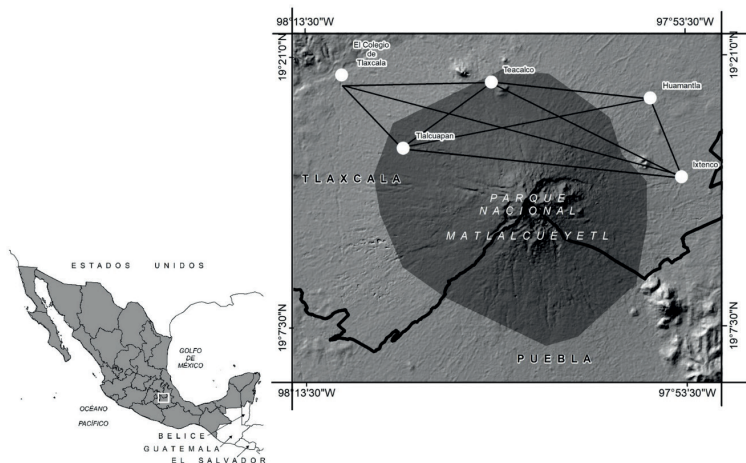 98°13'30"W
97°53'30"W
19°21'0"N
19°21'0"N
El Colegio
de
Tlaxcala
Teacalco
Huamantla
Tlalcuapan
Ixtenco
TLAXCALA
PARQUE
NACIONAL
MATLALCUEYETL
19°7'30"N
19°7'30"N
PUEBLA
98°13'30"W
97°53'30"W
ESTADOS UNIDOS
GOLFO
DE
MÉXICO
OCÉANO
PACÍFICO
BELICE
GUATEMALA
EL SALVADOR